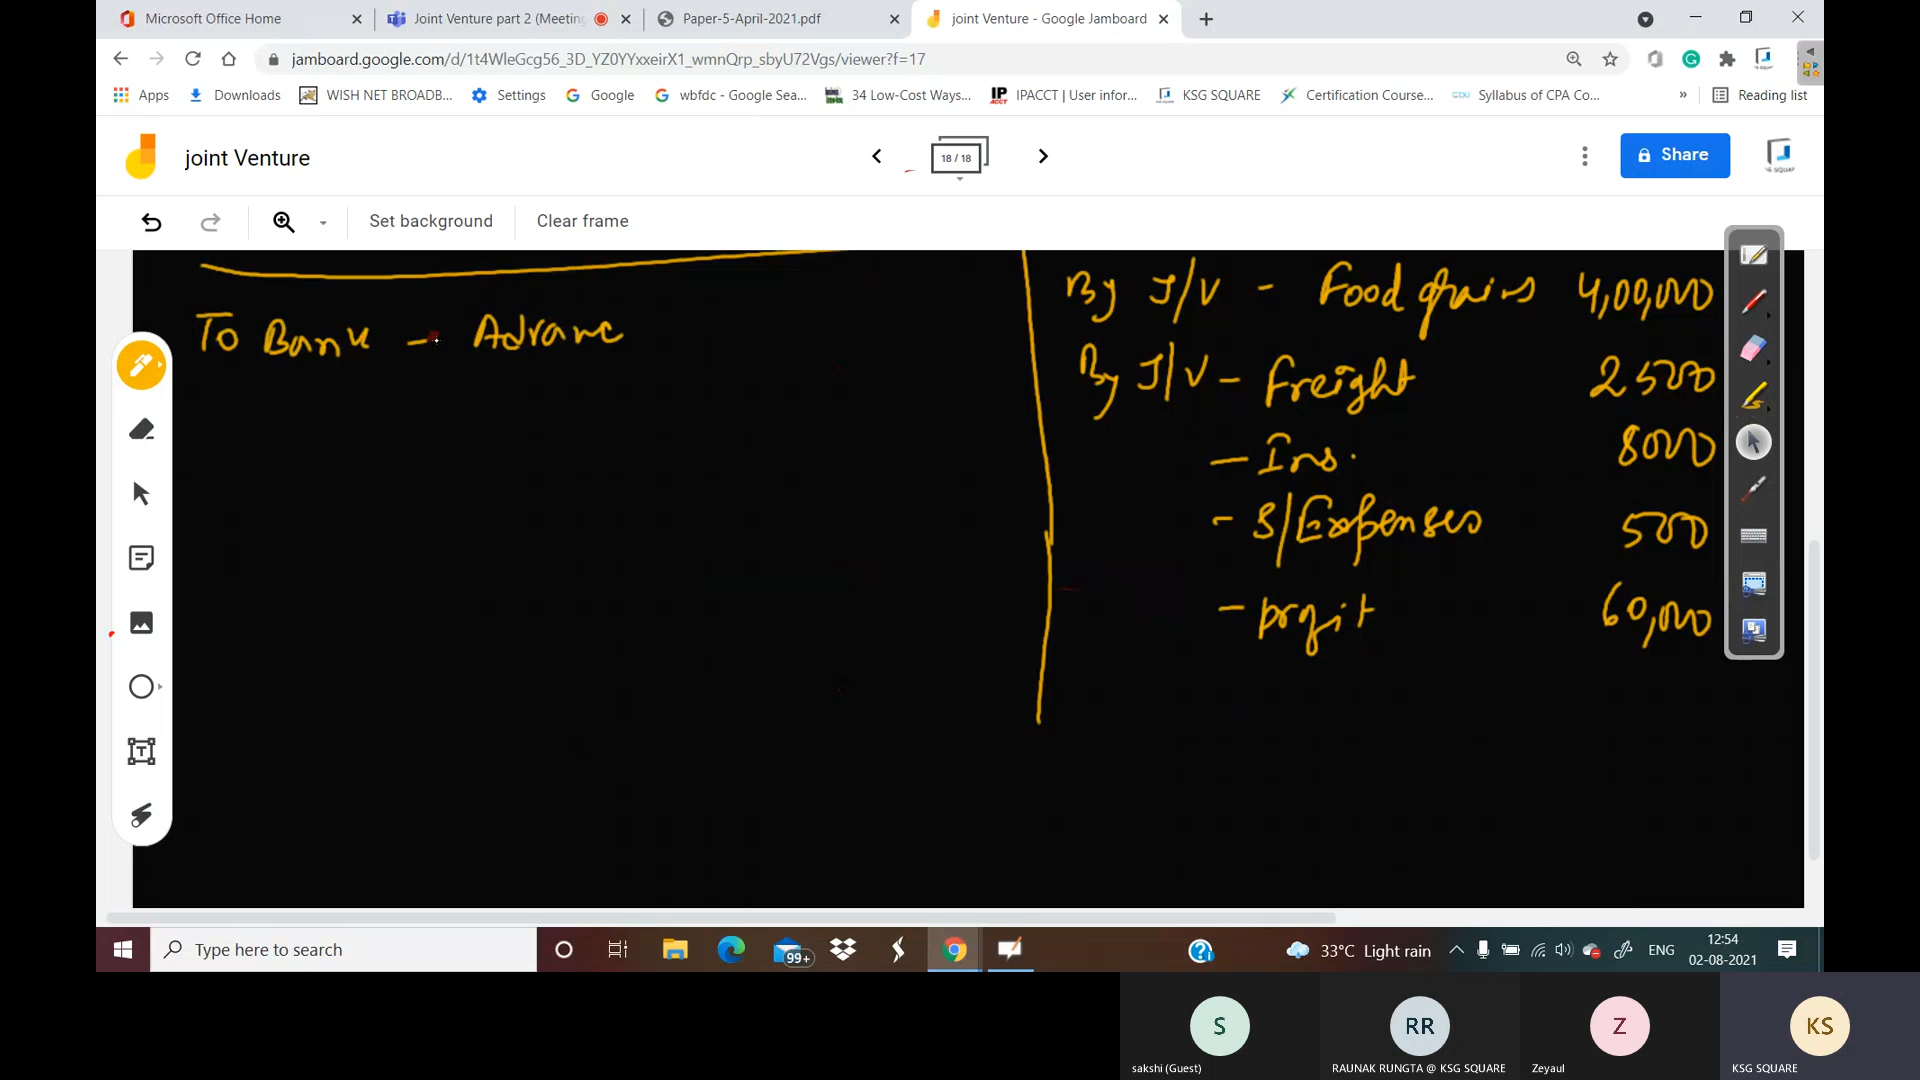 Microsoft Office Home
Joint Venture part 2 (Meeting
Paper-5-April-2021.pdf
joint Venture - Google Jamboard
jamboard.google.com/d/1t4WleGcg56_3D_YZ0YYxxeirX1_wmnQrp_sbyU72Vgs/viewer?f=17
Apps
Downloads
WISH NET BROADB...
Settings
Google
wbfdc - Google Sea...
34 Low-Cost Ways...
IPACCT | User infor...
KSG SQUARE
Certification Course...
Syllabus of CPA Co...
»
Reading list
joint Venture
18 / 18
Share
Set background
Clear frame
By J/V - Food grains 4,00,000
To Bank - Advanc
By J/V - Freight 2500
- Ins. 8000
- S/Expenses 500
- profit 60,000
Type here to search
99+
33°C Light rain
ENG
12:54
02-08-2021
S
RR
Z
KS
sakshi (Guest)
RAUNAK RUNGTA @ KSG SQUARE
Zeyaul
KSG SQUARE